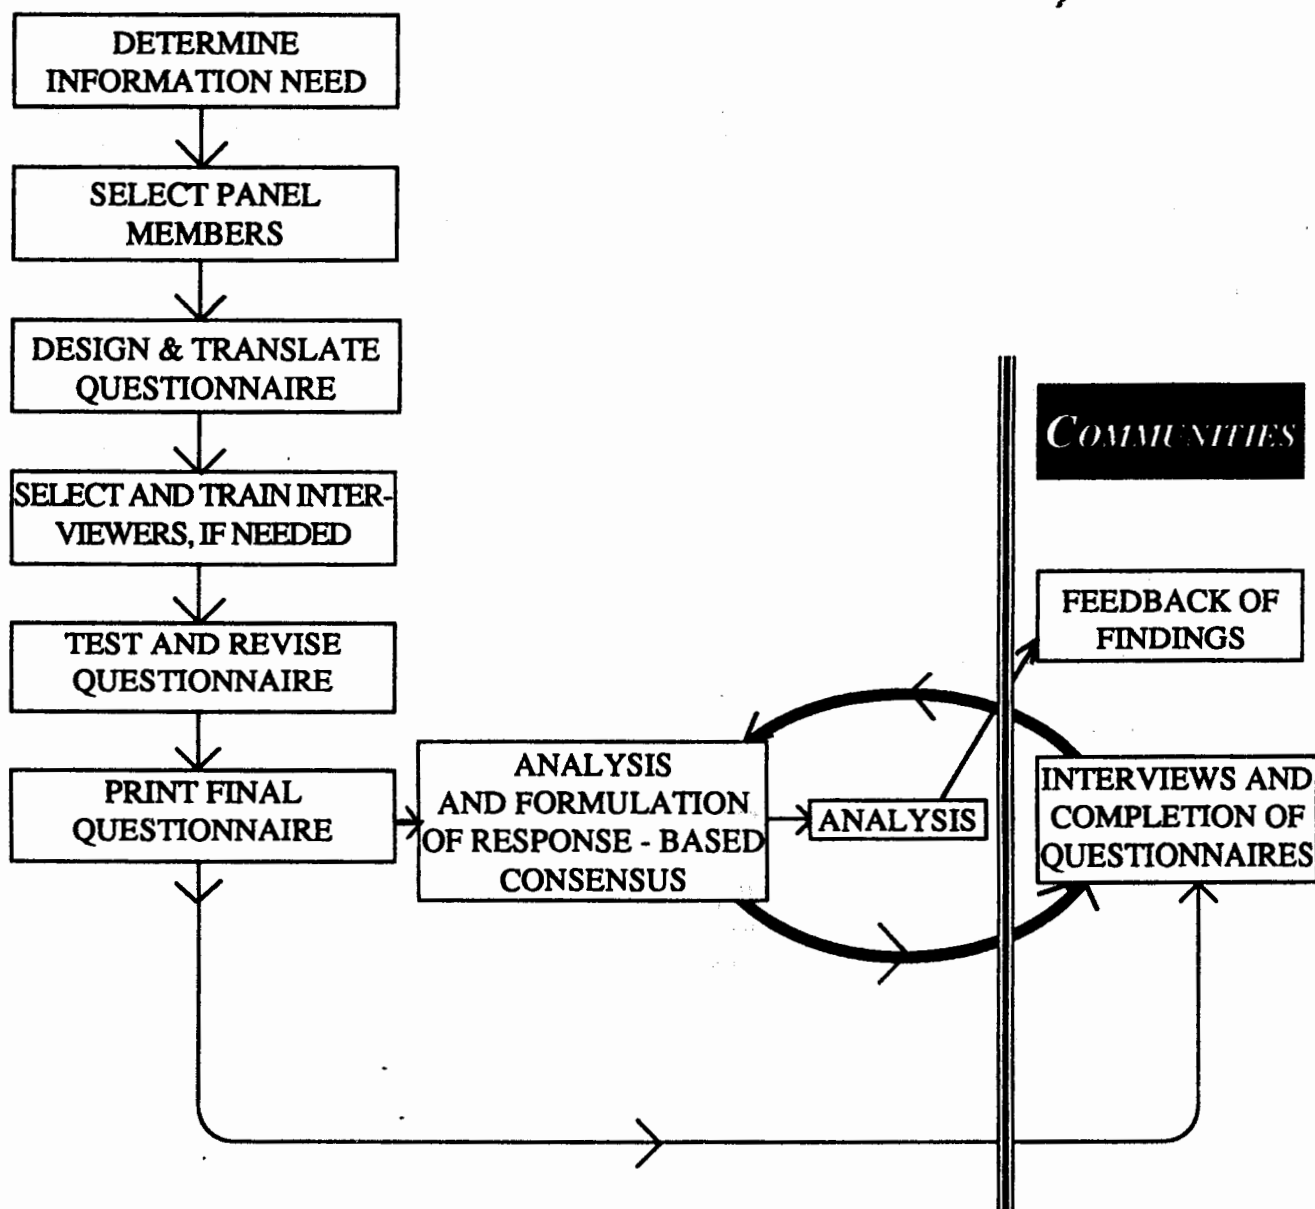 DETERMINE
INFORMATION NEED
SELECT PANEL
MEMBERS
DESIGN & TRANSLATE
QUESTIONNAIRE
SELECT AND TRAIN INTER-
VIEWERS, IF NEEDED
TEST AND REVISE
QUESTIONNAIRE
PRINT FINAL
QUESTIONNAIRE
ANALYSIS
AND FORMULATION
OF RESPONSE - BASED
CONSENSUS
ANALYSIS
COMMUNITIES
FEEDBACK OF
FINDINGS
INTERVIEWS AND
COMPLETION OF
QUESTIONNAIRES